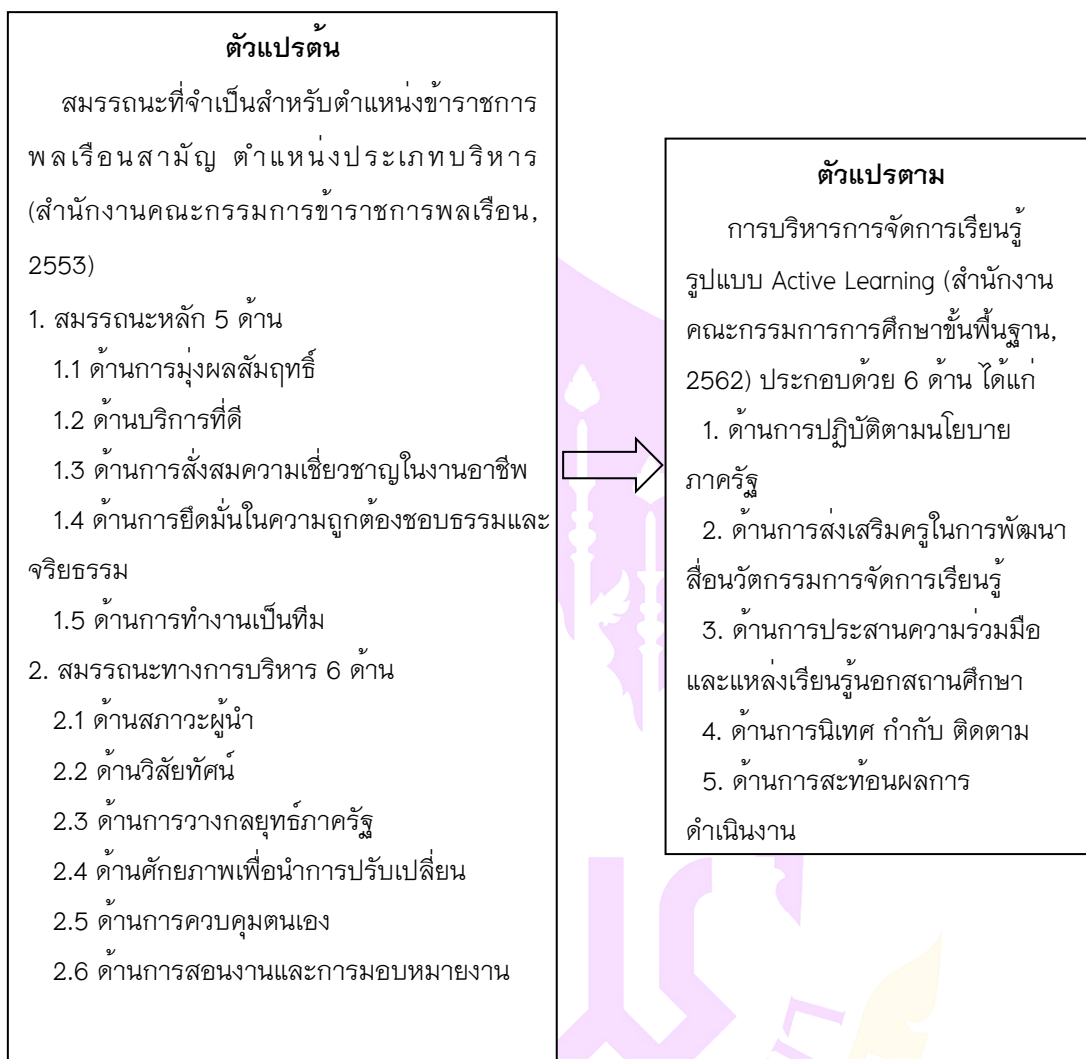 ตัวแปรต้น
สมรรถนะที่จำเป็นสำหรับตำแหน่งข้าราชการ
พลเรือนสามัญ ตำแหน่งประเภทบริหาร
(สำนักงานคณะกรรมการข้าราชการพลเรือน,
2553)
1. สมรรถนะหลัก 5 ด้าน
1.1 ด้านการมุ่งผลสัมฤทธิ์
1.2 ด้านบริการที่ดี
1.3 ด้านการสั่งสมความเชี่ยวชาญในงานอาชีพ
1.4 ด้านการยึดมั่นในความถูกต้องชอบธรรมและ
จริยธรรม
1.5 ด้านการทำงานเป็นทีม
2. สมรรถนะทางการบริหาร 6 ด้าน
2.1 ด้านสภาวะผู้นำ
2.2 ด้านวิสัยทัศน์
2.3 ด้านการวางกลยุทธ์ภาครัฐ
2.4 ด้านศักยภาพเพื่อนำการปรับเปลี่ยน
2.5 ด้านการควบคุมตนเอง
2.6 ด้านการสอนงานและการมอบหมายงาน
ตัวแปรตาม
การบริหารการจัดการเรียนรู้
รูปแบบ Active Learning (สำนักงาน
คณะกรรมการการศึกษาขั้นพื้นฐาน,
2562) ประกอบด้วย 6 ด้าน ได้แก่
1. ด้านการปฏิบัติตามนโยบาย
ภาครัฐ
2. ด้านการส่งเสริมครูในการพัฒนา
สื่อนวัตกรรมการจัดการเรียนรู้
3. ด้านการประสานความร่วมมือ
และแหล่งเรียนรู้นอกสถานศึกษา
4. ด้านการนิเทศ กำกับ ติดตาม
5. ด้านการสะท้อนผลการ
ดำเนินงาน